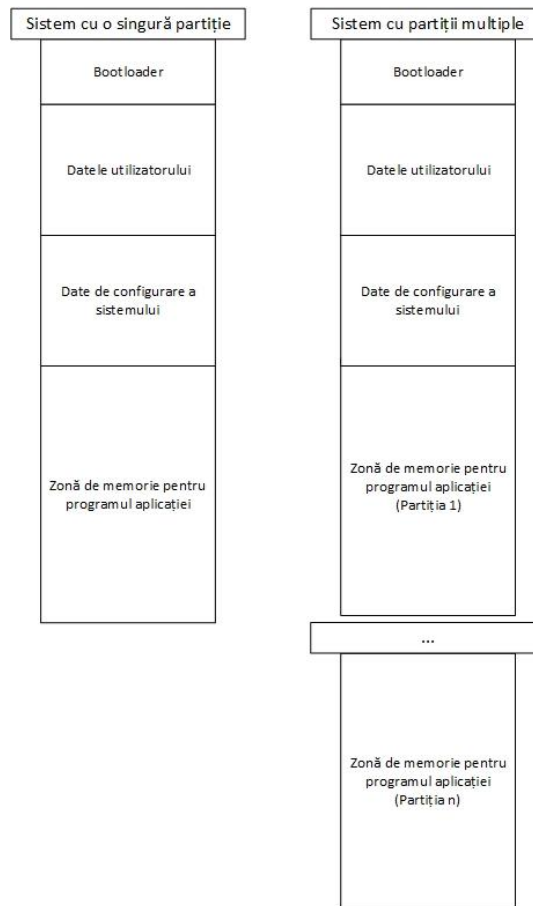 Sistem cu o singură partiție
Bootloader
Datele utilizatorului
Date de configurare a
sistemului
Zonă de memorie pentru
programul aplicației
Sistem cu partiții multiple
Bootloader
Datele utilizatorului
Date de configurare a
sistemului
Zonă de memorie pentru
programul aplicației
(Partiția 1)
...
Zonă de memorie pentru
programul aplicației
(Partiția n)